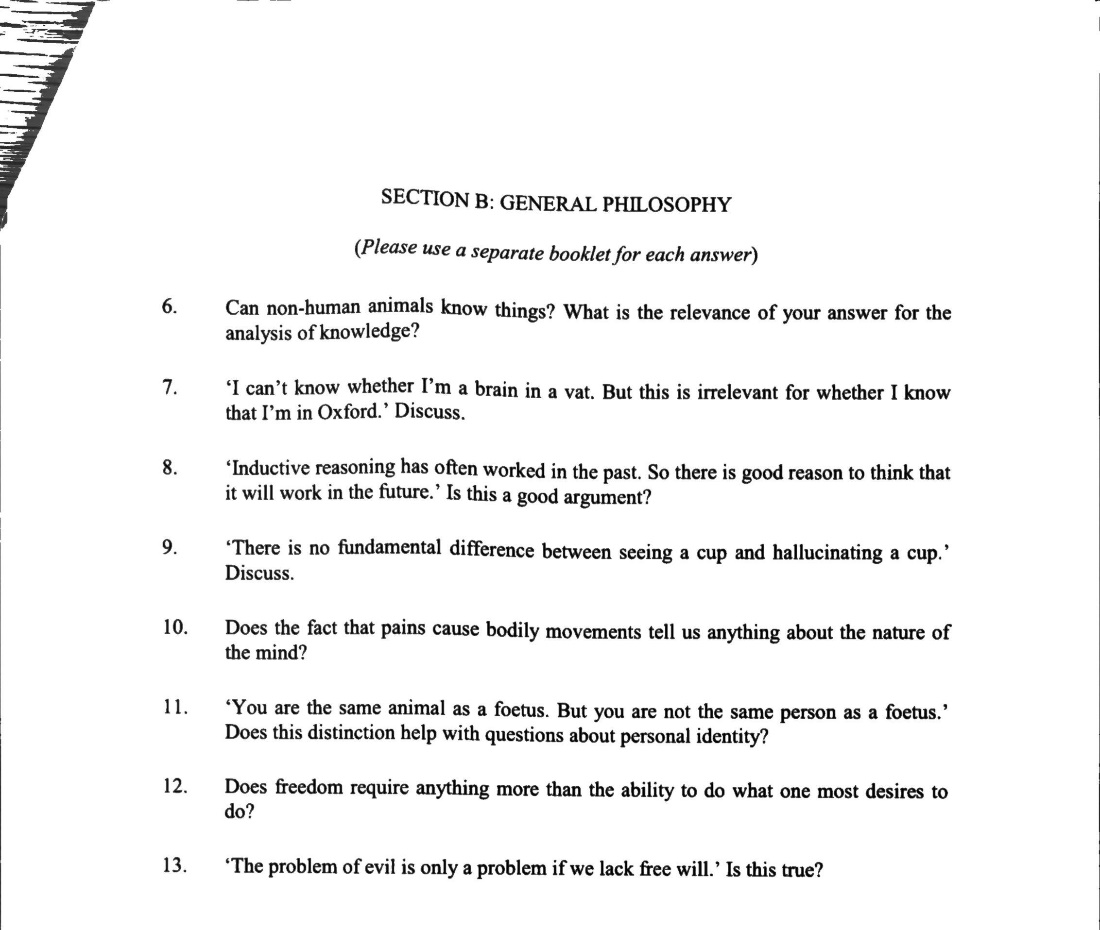 SECTION B: GENERAL PHILOSOPHY
(Please use a separate booklet for each answer)
6. Can non-human animals know things? What is the relevance of your answer for the
analysis of knowledge?
7. ‘I can’t know whether I’m a brain in a vat. But this is irrelevant for whether I know
that I’m in Oxford.’ Discuss.
8. ‘Inductive reasoning has often worked in the past. So there is good reason to think that
it will work in the future.’ Is this a good argument?
9. ‘There is no fundamental difference between seeing a cup and hallucinating a cup.’
Discuss.
10. Does the fact that pains cause bodily movements tell us anything about the nature of
the mind?
11. ‘You are the same animal as a foetus. But you are not the same person as a foetus.’
Does this distinction help with questions about personal identity?
12. Does freedom require anything more than the ability to do what one most desires to
do?
13. ‘The problem of evil is only a problem if we lack free will.’ Is this true?